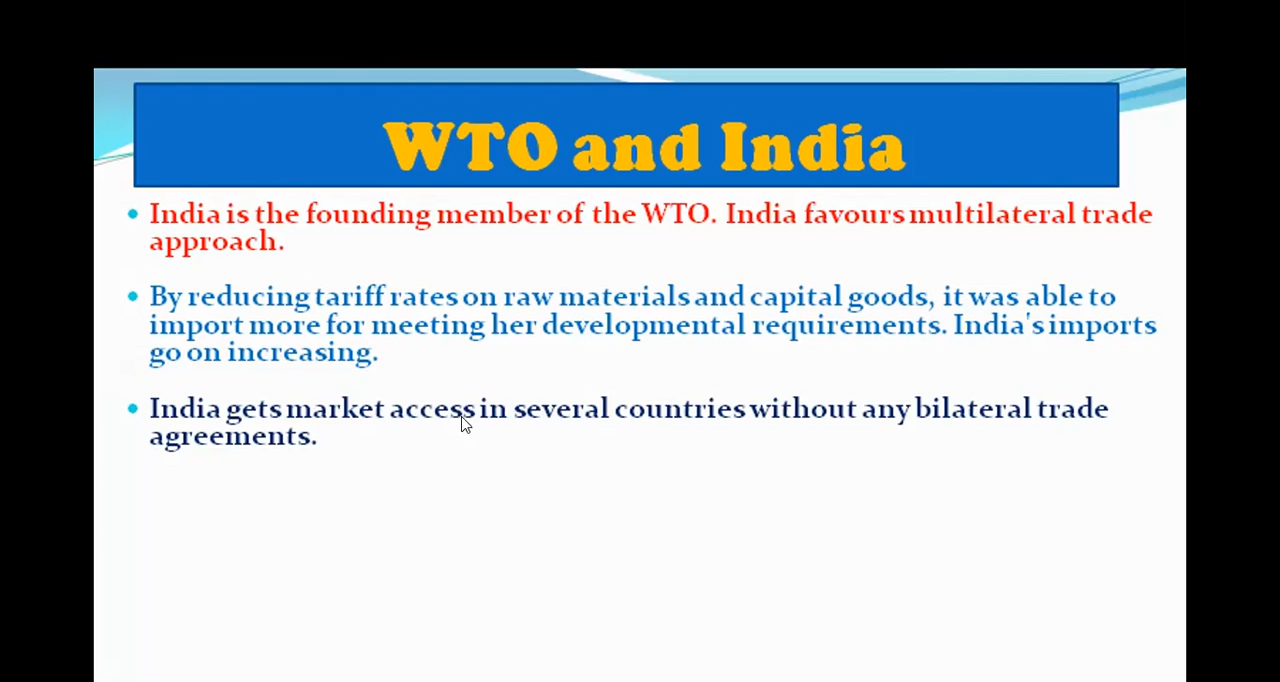 WTO and India
India is the founding member of the WTO. India favours multilateral trade
approach.
By reducing tariff rates on raw materials and capital goods, it was able to
import more for meeting her developmental requirements. India's imports
go on increasing.
India gets market access in several countries without any bilateral trade
agreements.